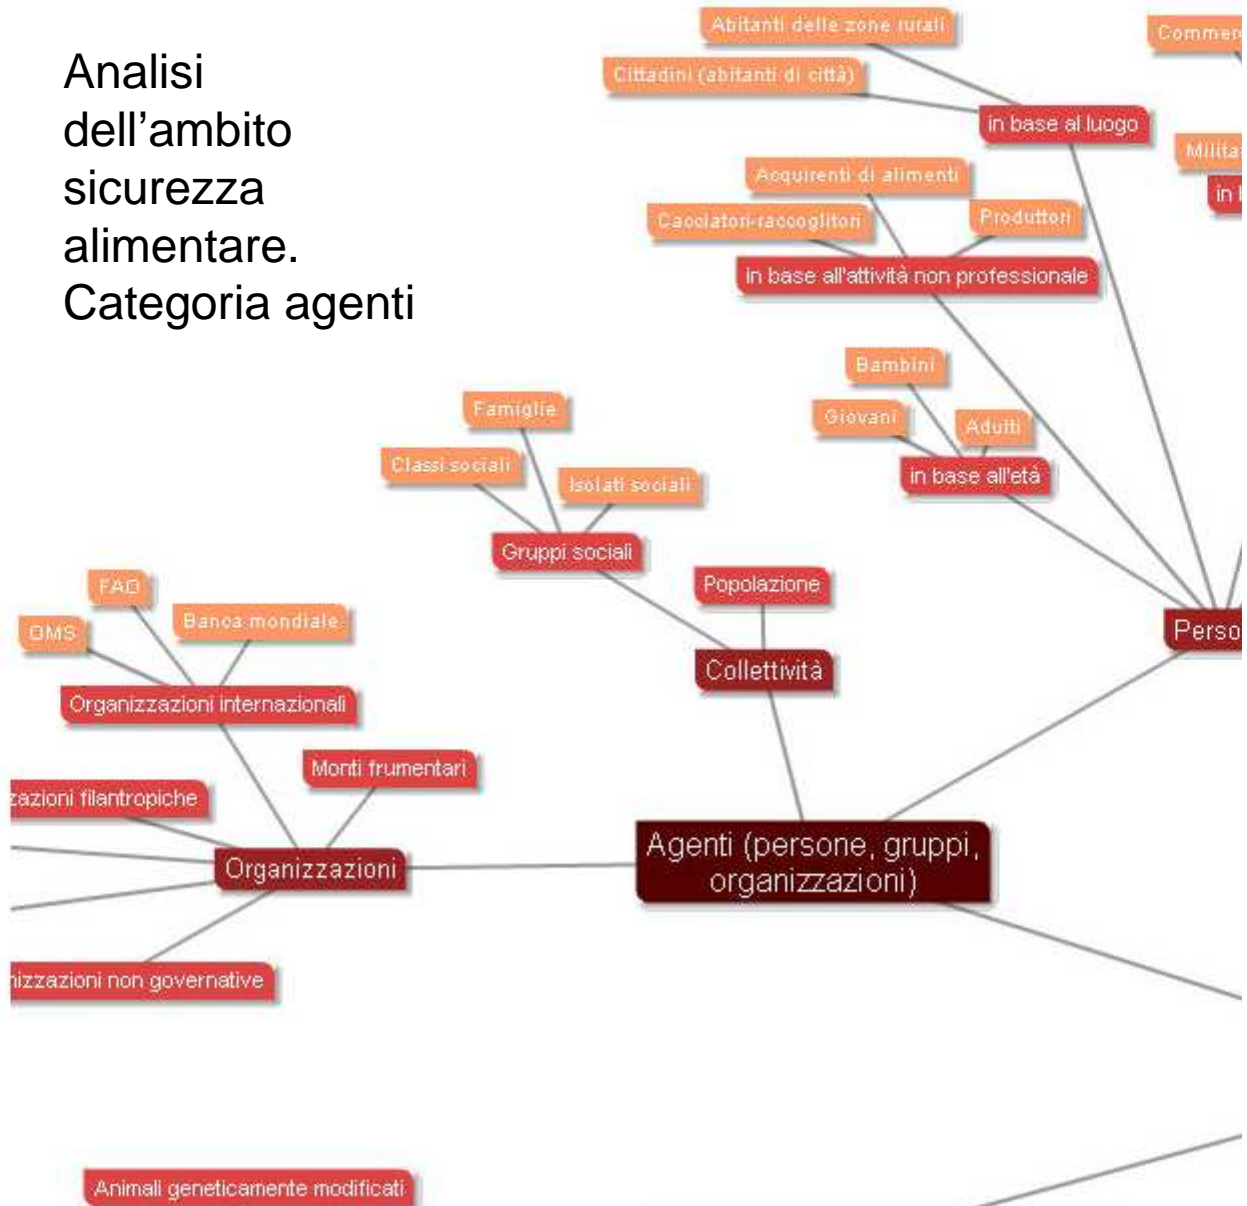 Analisi
dell’ambito
sicurezza
alimentare.
Categoria agenti
Abitanti delle zone rurali
Cittadini (abitanti di città)
in base al luogo
Acquirenti di alimenti
Cacciatori-raccoglitori
Produttori
in base all'attività non professionale
Bambini
Giovani
Adulti
in base all'età
Famiglie
Classi sociali
Isolati sociali
Gruppi sociali
Popolazione
Collettività
FAO
OMS
Banca mondiale
Organizzazioni internazionali
Monti frumentari
filantropiche
Organizzazioni
non governative
Agenti (persone, gruppi,
organizzazioni)
Animali geneticamente modificati